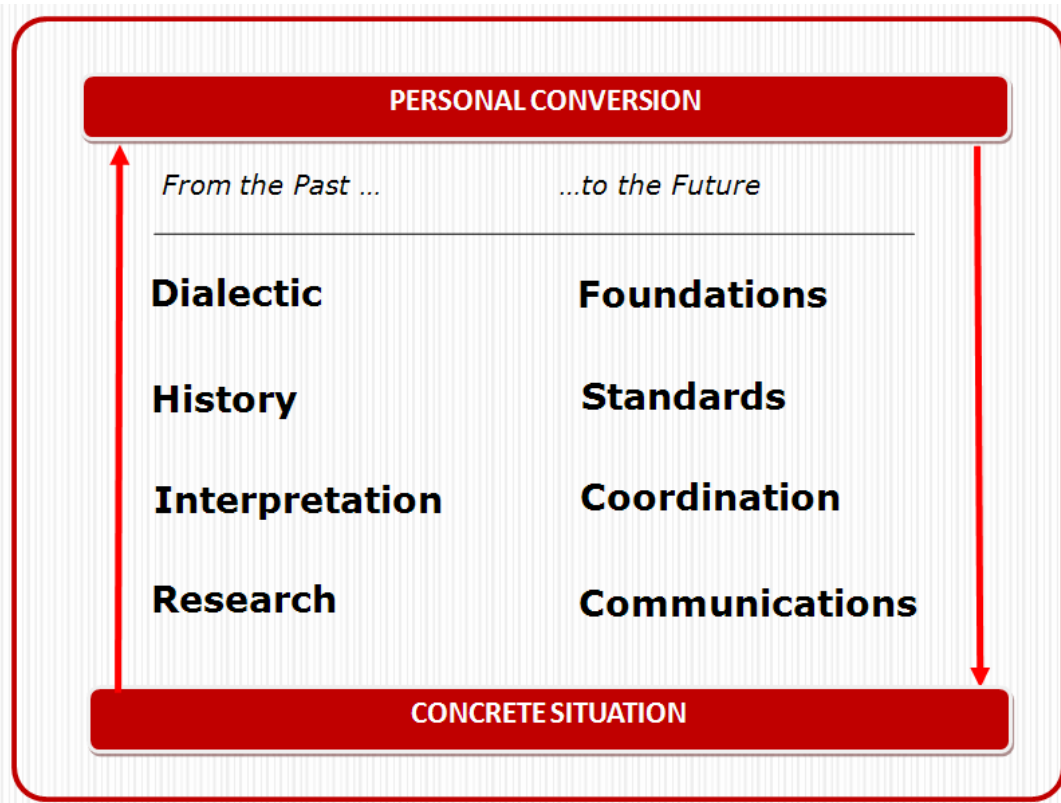 PERSONAL CONVERSION
From the Past ... ...to the Future
Dialectic Foundations
History Standards
Interpretation Coordination
Research Communications
CONCRETE SITUATION